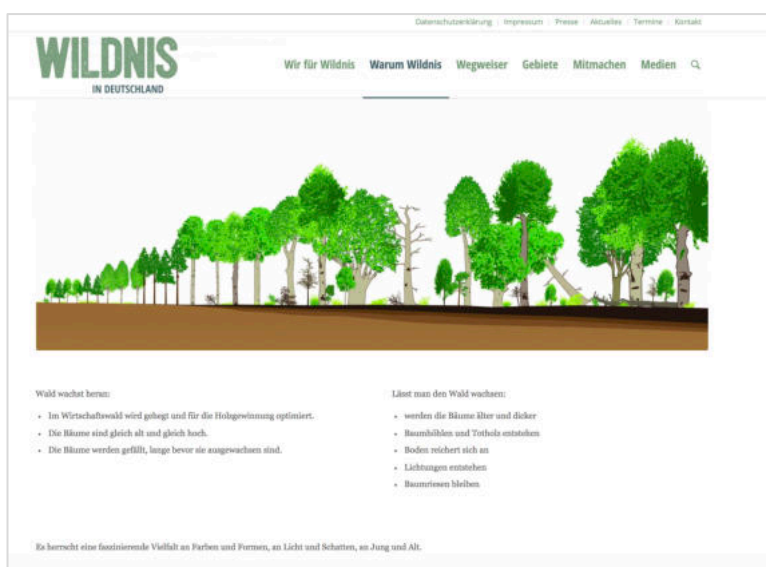 Datenschutzerklärung | Impressum | Presse | Aktuelles | Termine | Kontakt
WILDNIS
IN DEUTSCHLAND
Wir für Wildnis Warum Wildnis Wegweiser Gebiete Mitmachen Medien
Wald wachst heran:
• Im Wirtschaftswald wird gehegt und für die Holzgewinnung optimiert.
• Die Bäume sind gleich alt und gleich hoch.
• Die Bäume werden gefällt, lange bevor sie ausgewachsen sind.
Lässt man den Wald wachsen:
• werden die Bäume älter und dicker
• Baumhöhlen und Totholz entstehen
• Boden reichert sich an
• Lichtungen entstehen
• Baumriesen bleiben
Es herrscht eine faszinierende Vielfalt an Farben und Formen, an Licht und Schatten, an Jung und Alt.